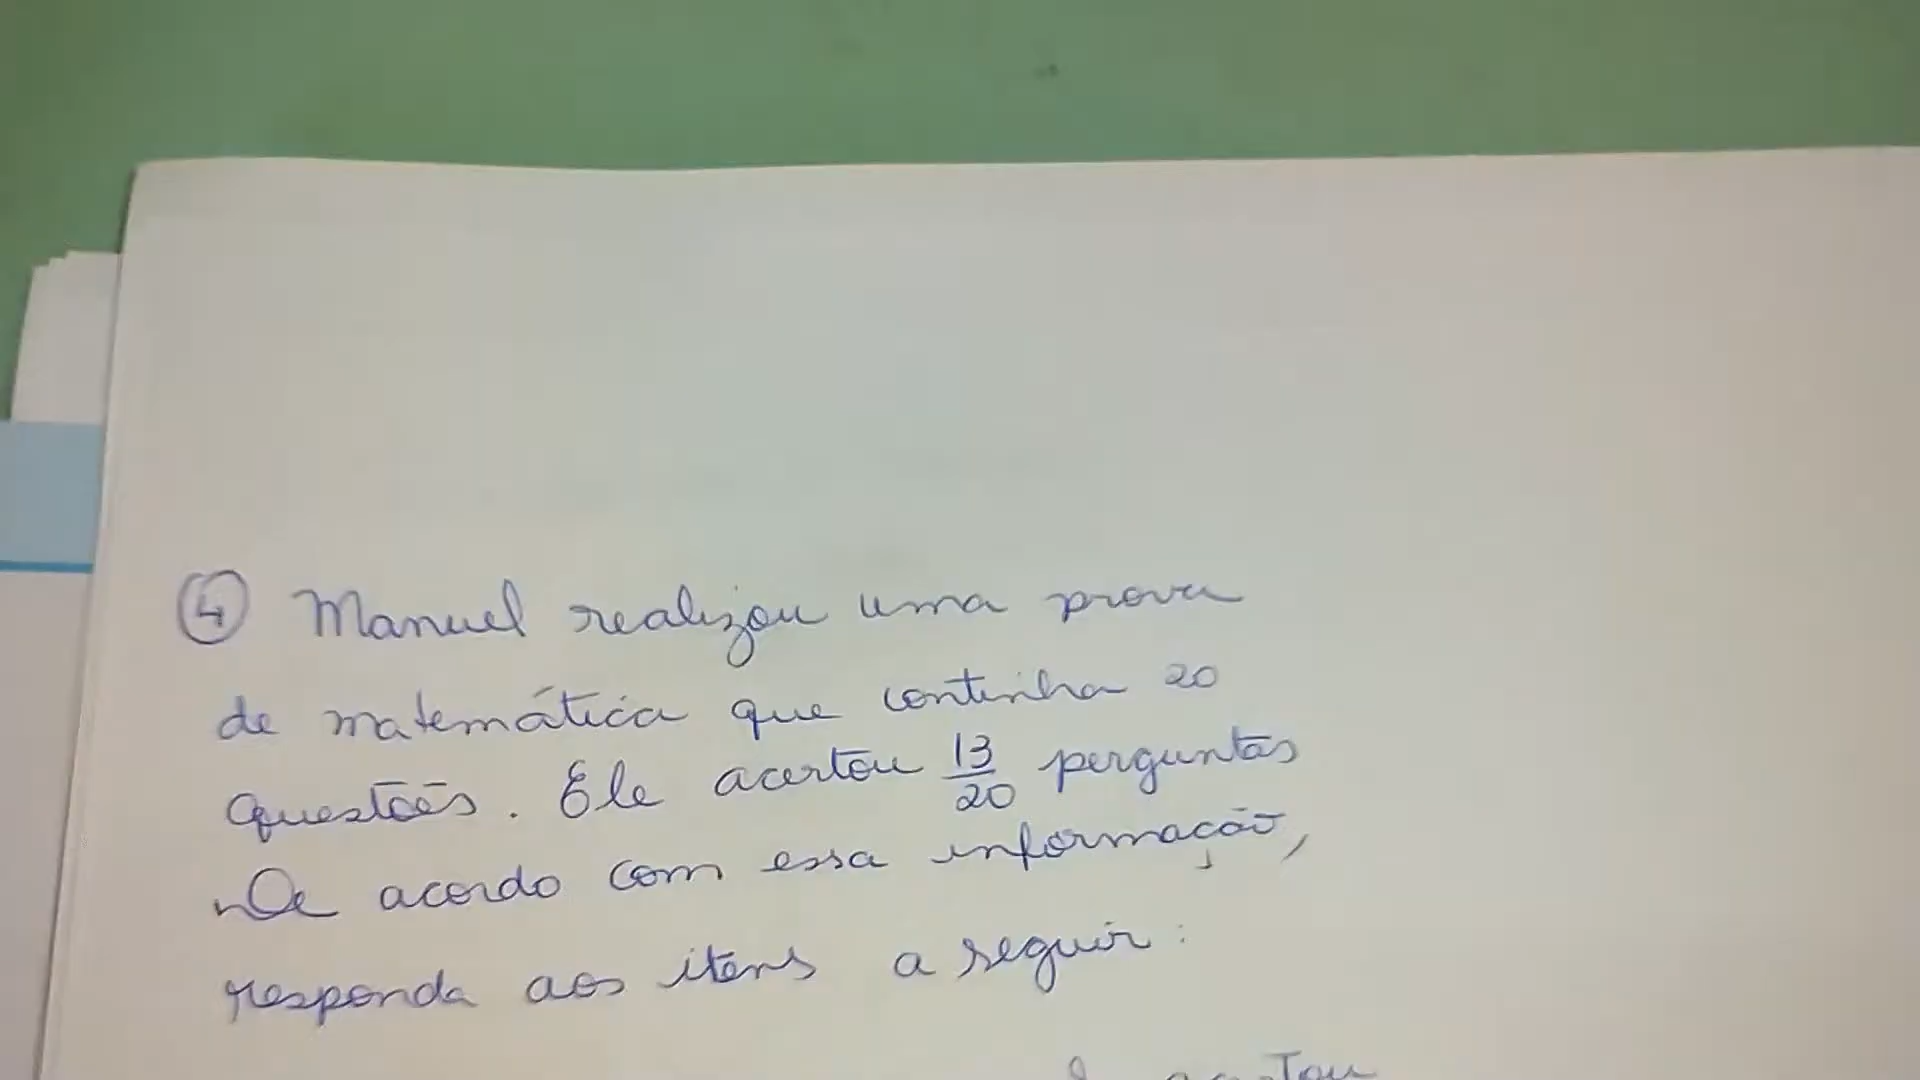 ④ Manuel realizou uma prova
de matemática que continha 20
questões. Ele acertou 13/20 perguntas
De acordo com essa informação,
responda aos itens a seguir:
acertou